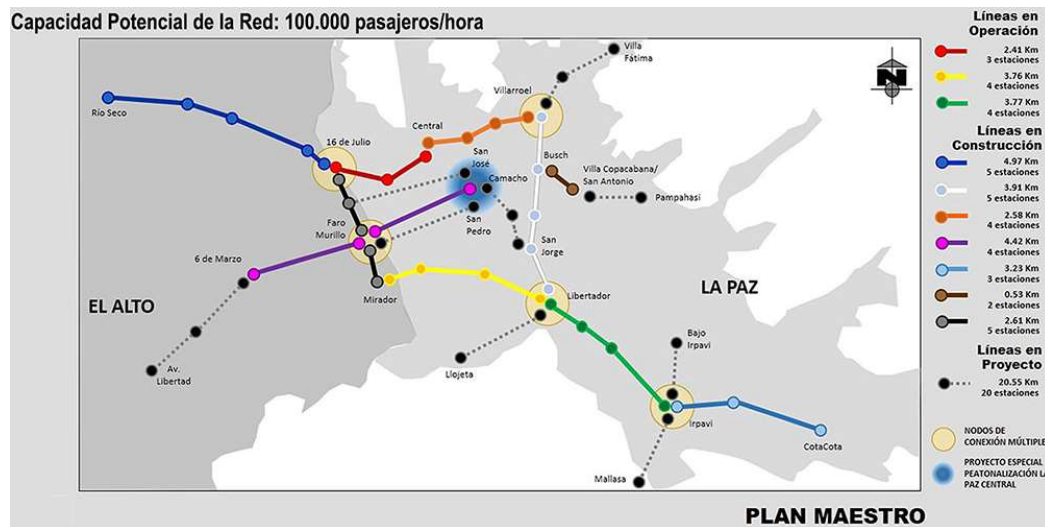 Capacidad Potencial de la Red: 100.000 pasajeros/hora
Villa
Fátima
Villarroel
Río Seco
16 de Julio
Central
San
José
Camacho
Busch
Villa Copacabana/
San Antonio
Pampahasi
Faro
Murillo
San
Pedro
San
Jorge
6 de Marzo
Mirador
Libertador
EL ALTO
LA PAZ
Av.
Libertad
Llojeta
Bajo
Irpavi
Irpavi
CotaCota
Mallasa
N
Líneas en
Operación
2.41 Km
3 estaciones
3.76 Km
4 estaciones
3.77 Km
4 estaciones
Líneas en
Construcción
4.97 Km
5 estaciones
3.91 Km
5 estaciones
2.58 Km
4 estaciones
4.42 Km
4 estaciones
3.23 Km
3 estaciones
0.53 Km
2 estaciones
2.61 Km
5 estaciones
Líneas en
Proyecto
20.55 Km
20 estaciones
NODOS DE
CONEXIÓN MÚLTIPLE
PROYECTO ESPECIAL
PEATONALIZACIÓN LA
PAZ CENTRAL
PLAN MAESTRO